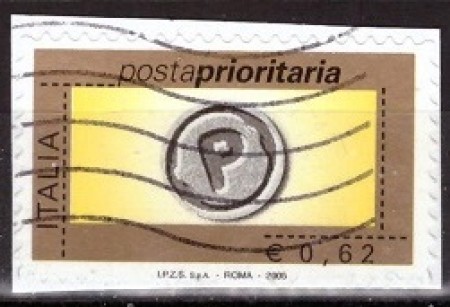 postaprioritaria
ITALIA
P
€ 0,62
I.P.Z.S. S.p.A. - ROMA - 2005